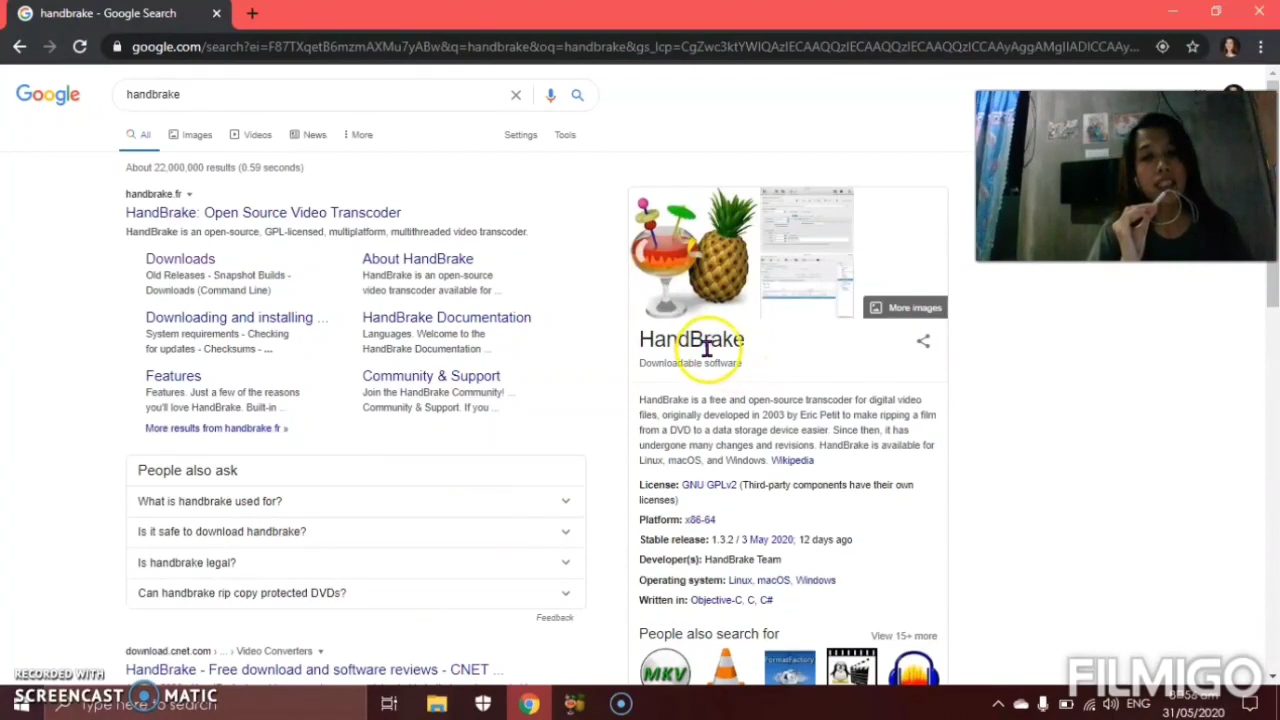 handbrake - Google Search
google.com/search?ei=F87TXqetB6mzmAXMu7yABw&q=handbrake&oq=handbrake&gs_lcp=CgZwc3ktYWIQAzIECAAQQzIECAAQQzIECAAQQzICCAAyAggAMgIIADICCAAy...
Google
handbrake
All
Images
Videos
News
More
Settings
Tools
About 22,000,000 results (0.59 seconds)
handbrake.fr
HandBrake: Open Source Video Transcoder
HandBrake is an open-source, GPL-licensed, multiplatform, multithreaded video transcoder.
Downloads
Old Releases - Snapshot Builds -
Downloads (Command Line)
About HandBrake
HandBrake is an open-source
video transcoder available for ...
Downloading and installing ...
System requirements - Checking
for updates - Checksums - ...
HandBrake Documentation
Languages. Welcome to the
HandBrake Documentation ...
Features
Features. Just a few of the reasons
you'll love HandBrake. Built-in ...
Community & Support
Join the HandBrake Community! ...
Community & Support. If you ...
More results from handbrake.fr »
People also ask
What is handbrake used for?
Is it safe to download handbrake?
Is handbrake legal?
Can handbrake rip copy protected DVDs?
Feedback
download.cnet.com › ... › Video Converters
HandBrake - Free download and software reviews - CNET ...
More images
HandBrake
Downloadable software
HandBrake is a free and open-source transcoder for digital video
files, originally developed in 2003 by Eric Petit to make ripping a film
from a DVD to a data storage device easier. Since then, it has
undergone many changes and revisions. HandBrake is available for
Linux, macOS, and Windows. Wikipedia
License: GNU GPLv2 (Third-party components have their own
licenses)
Platform: x86-64
Stable release: 1.3.2 / 3 May 2020; 12 days ago
Developer(s): HandBrake Team
Operating system: Linux, macOS, Windows
Written in: Objective-C, C, C#
People also search for
View 15+ more
MKV
FormatFactory
RECORDED WITH
SCREENCAST MATIC
Type here to search
FILMIGO
ENG
31/05/2020